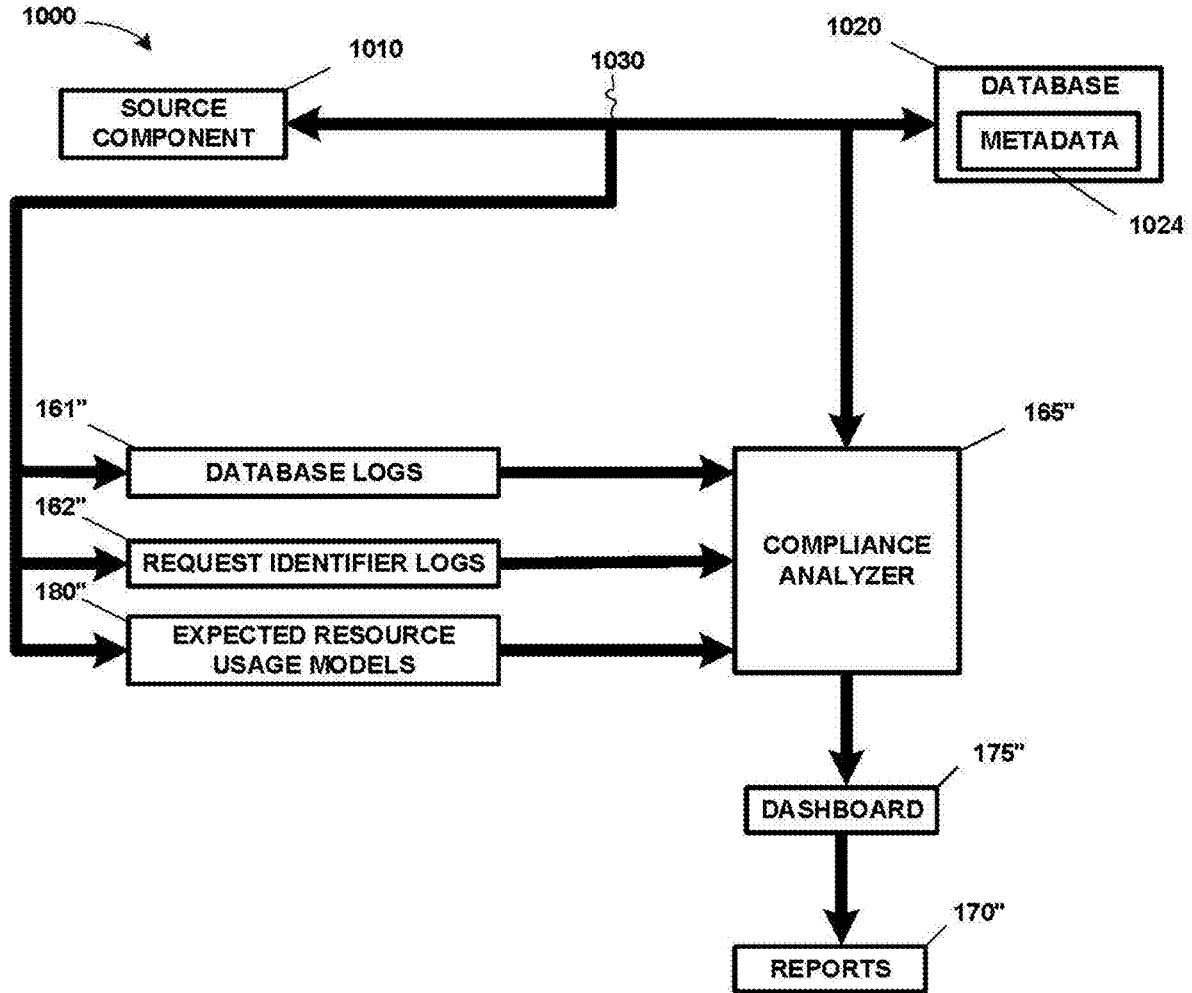 1000
1010
1030
1020
SOURCE
COMPONENT
DATABASE
METADATA
1024
161"
165"
DATABASE LOGS
162"
REQUEST IDENTIFIER LOGS
COMPLIANCE
ANALYZER
180"
EXPECTED RESOURCE
USAGE MODELS
175"
DASHBOARD
170"
REPORTS